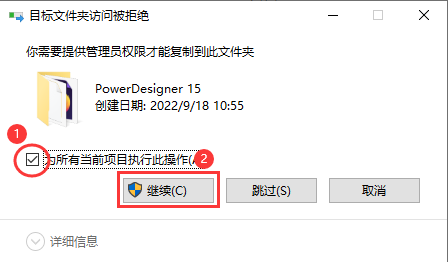 目标文件夹访问被拒绝
你需要提供管理员权限才能复制到此文件夹
PowerDesigner 15
创建日期: 2022/9/18 10:55
1
为所有当前项目执行此操作(A
2
继续(C)
跳过(S)
取消
详细信息